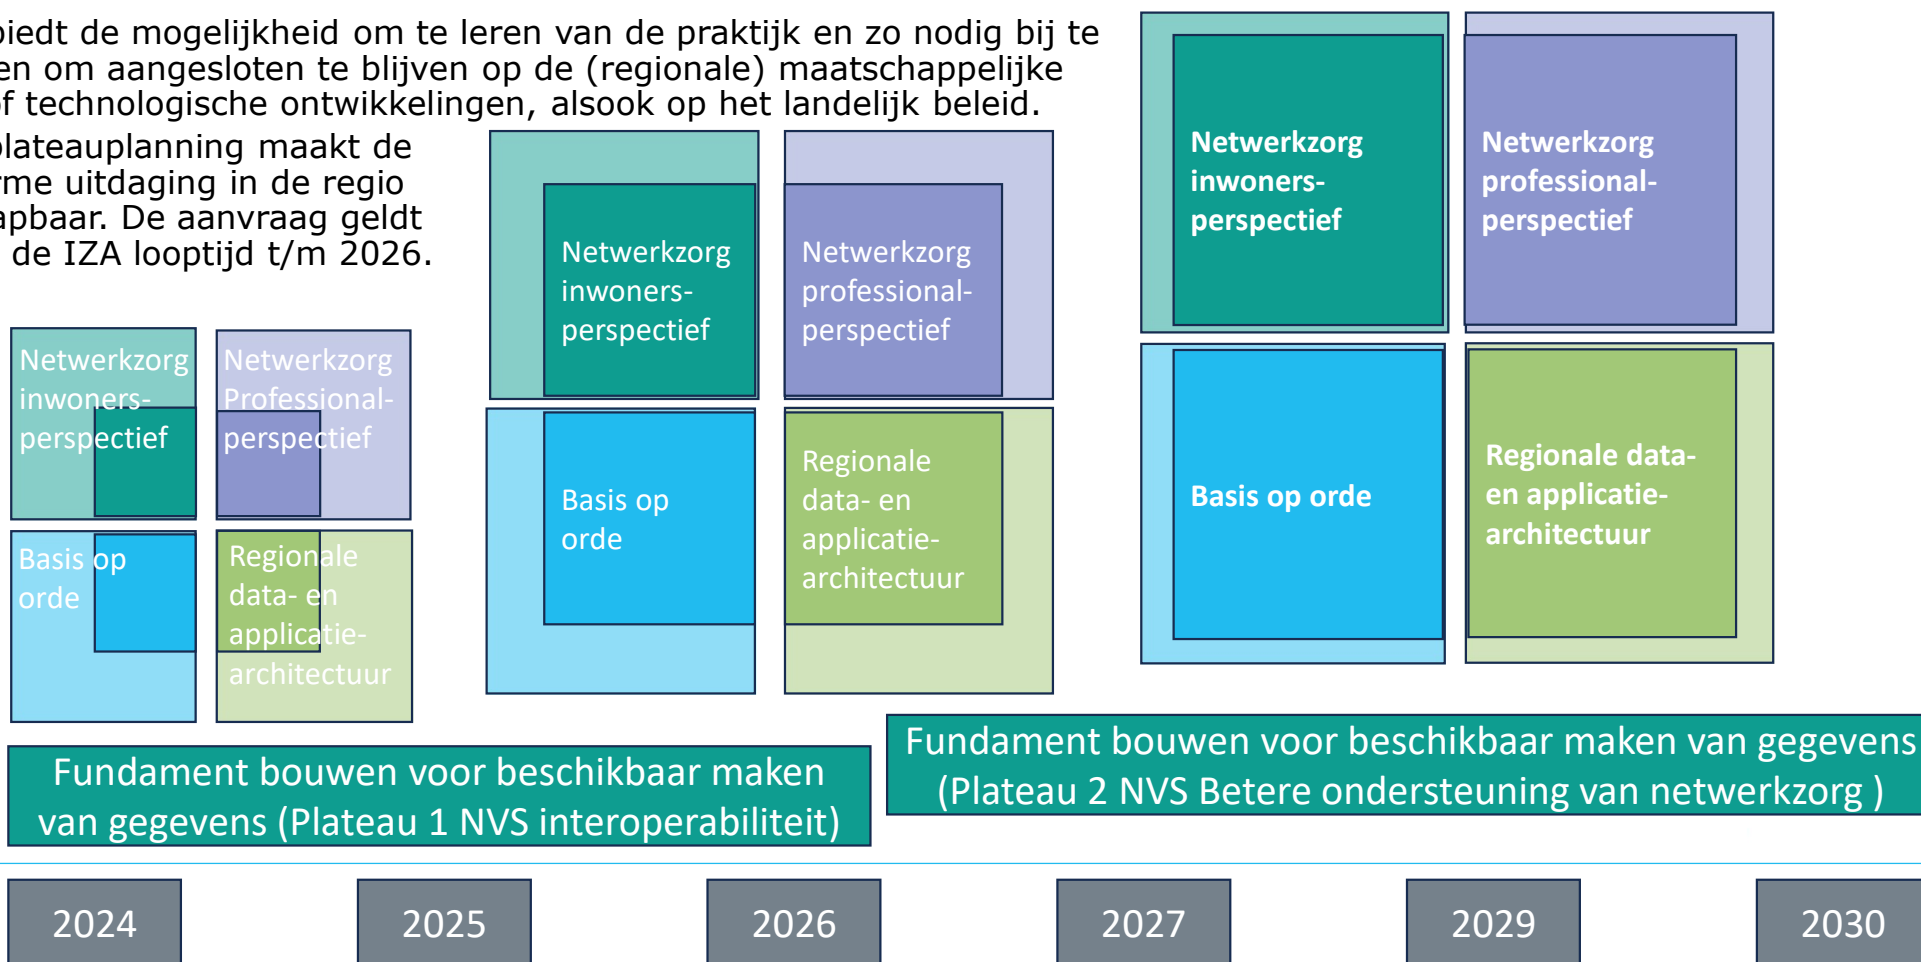 biedt de mogelijkheid om te leren van de praktijk en zo nodig bij te
en om aangesloten te blijven op de (regionale) maatschappelijke
of technologische ontwikkelingen, alsook op het landelijk beleid.
plateauplanning maakt de
rme uitdaging in de regio
apbaar. De aanvraag geldt
de IZA looptijd t/m 2026.
Netwerkzorg
inwoners-
perspectief
Netwerkzorg
Professional-
perspectief
Basis op
orde
Regionale
data- en
applicatie-
architectuur
Netwerkzorg
inwoners-
perspectief
Netwerkzorg
professional-
perspectief
Basis op
orde
Regionale
data- en
applicatie-
architectuur
Netwerkzorg
inwoners-
perspectief
Netwerkzorg
professional-
perspectief
Basis op orde
Regionale data-
en applicatie-
architectuur
Fundament bouwen voor beschikbaar maken
van gegevens (Plateau 1 NVS interoperabiliteit)
Fundament bouwen voor beschikbaar maken van gegevens
(Plateau 2 NVS Betere ondersteuning van netwerkzorg )
2024
2025
2026
2027
2029
2030